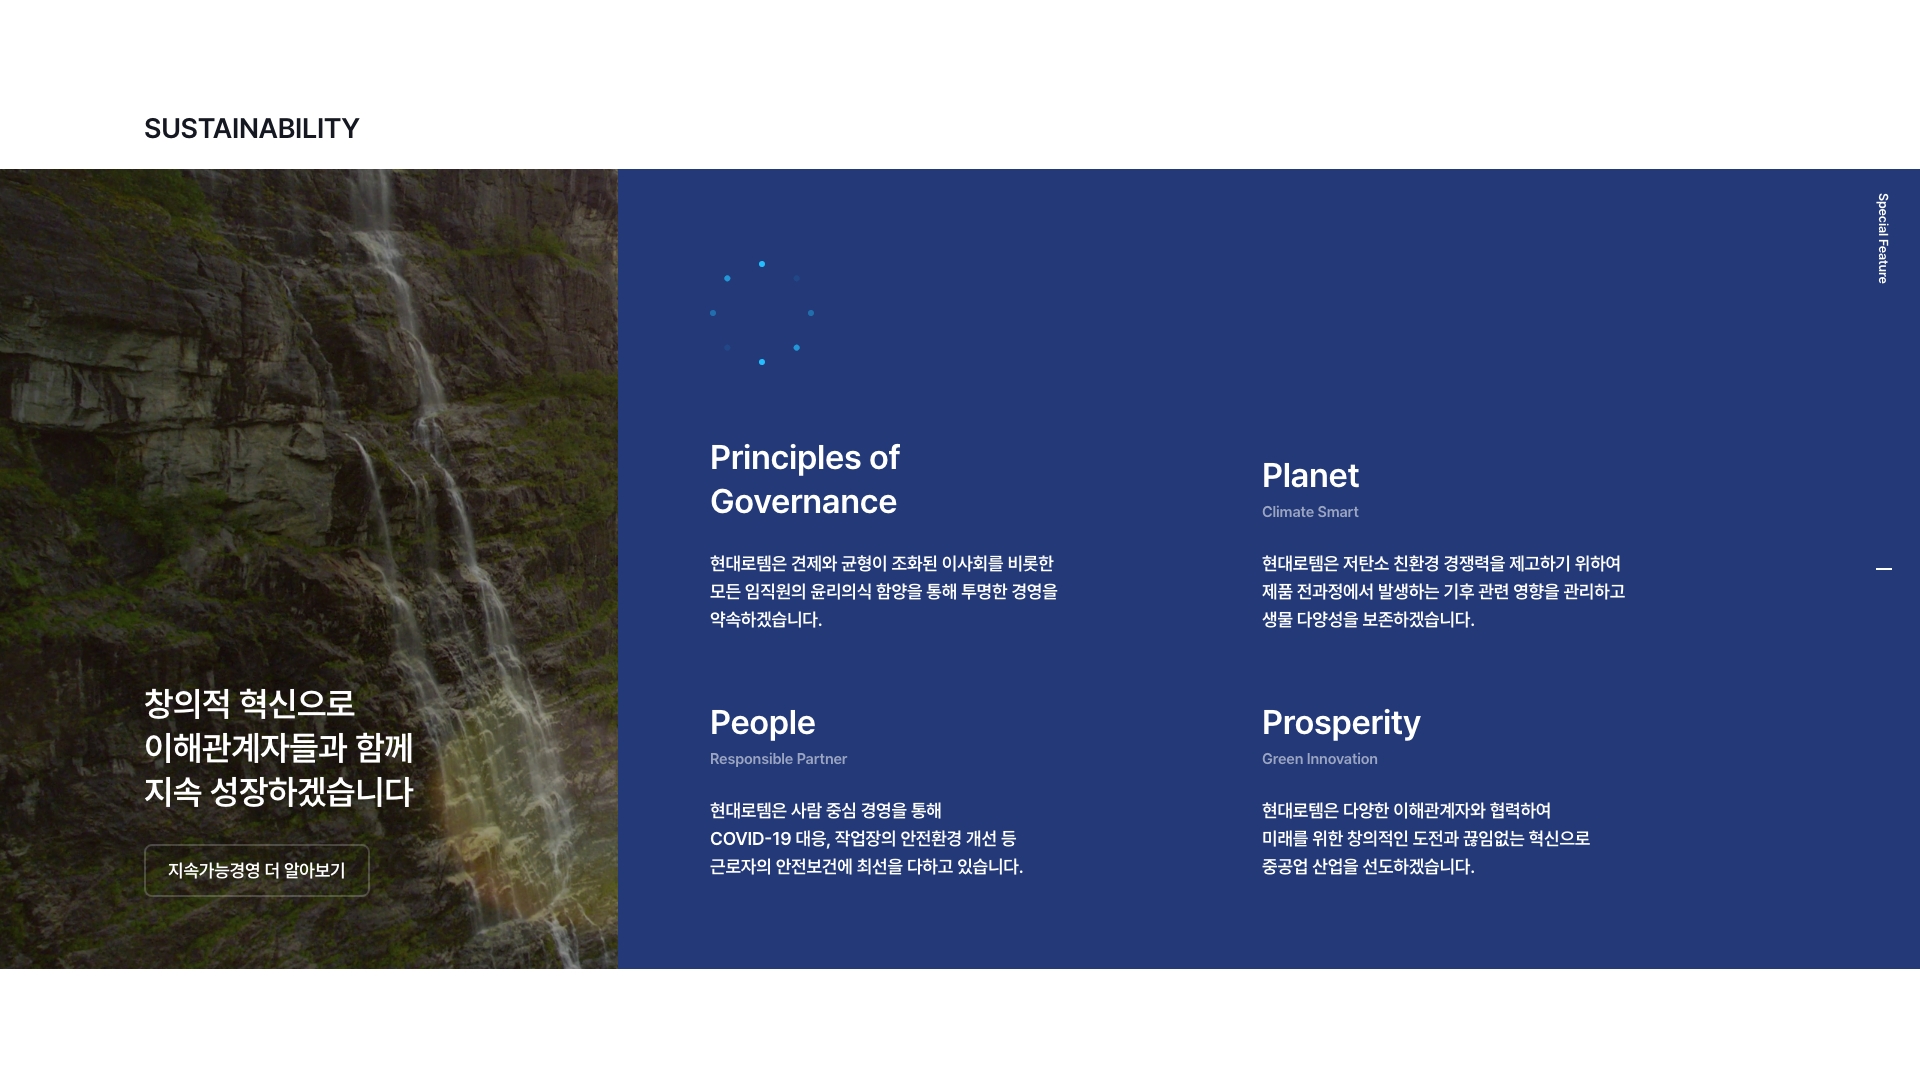 SUSTAINABILITY
창의적 혁신으로
이해관계자들과 함께
지속 성장하겠습니다
지속가능경영 더 알아보기
Principles of
Governance
현대로템은 견제와 균형이 조화된 이사회를 비롯한
모든 임직원의 윤리의식 함양을 통해 투명한 경영을
약속하겠습니다.
Planet
Climate Smart
현대로템은 저탄소 친환경 경쟁력을 제고하기 위하여
제품 전과정에서 발생하는 기후 관련 영향을 관리하고
생물 다양성을 보존하겠습니다.
People
Responsible Partner
현대로템은 사람 중심 경영을 통해
COVID-19 대응, 작업장의 안전환경 개선 등
근로자의 안전보건에 최선을 다하고 있습니다.
Prosperity
Green Innovation
현대로템은 다양한 이해관계자와 협력하여
미래를 위한 창의적인 도전과 끊임없는 혁신으로
중공업 산업을 선도하겠습니다.
Special Feature